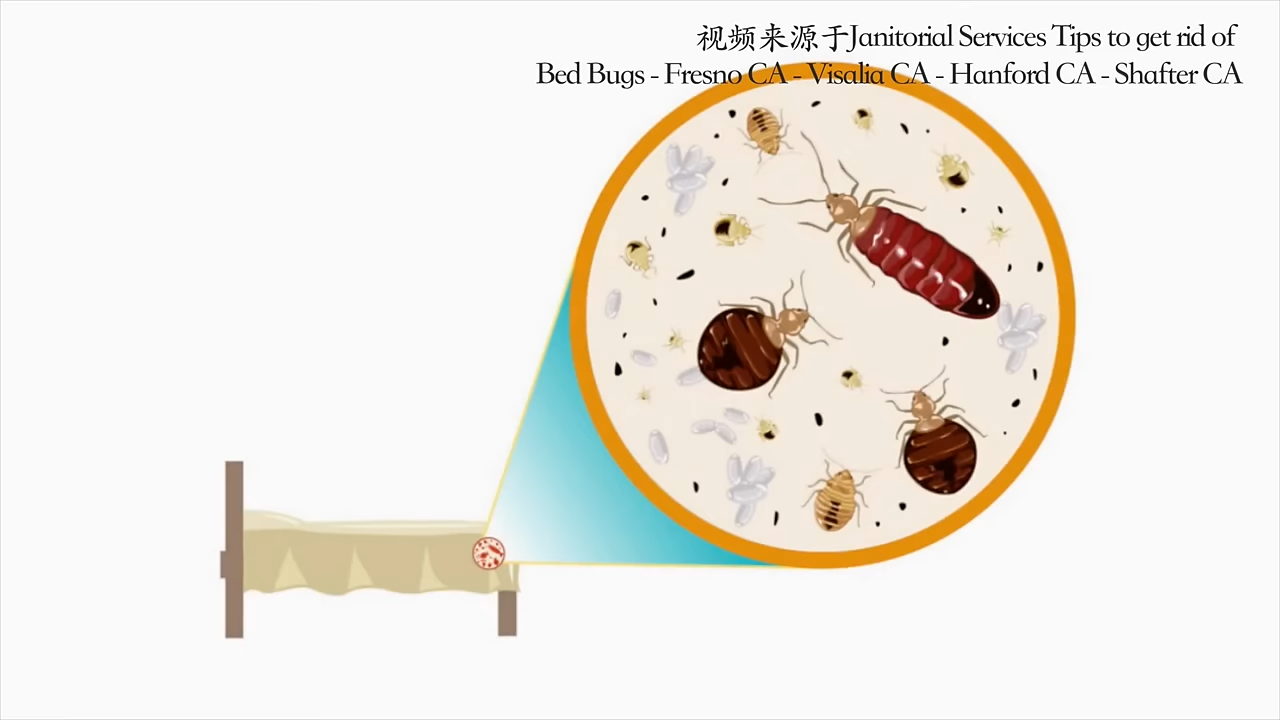 视频来源于Janitorial Services Tips to get rid of
Bed Bugs - Fresno CA - Visalia CA - Hanford CA - Shafter CA